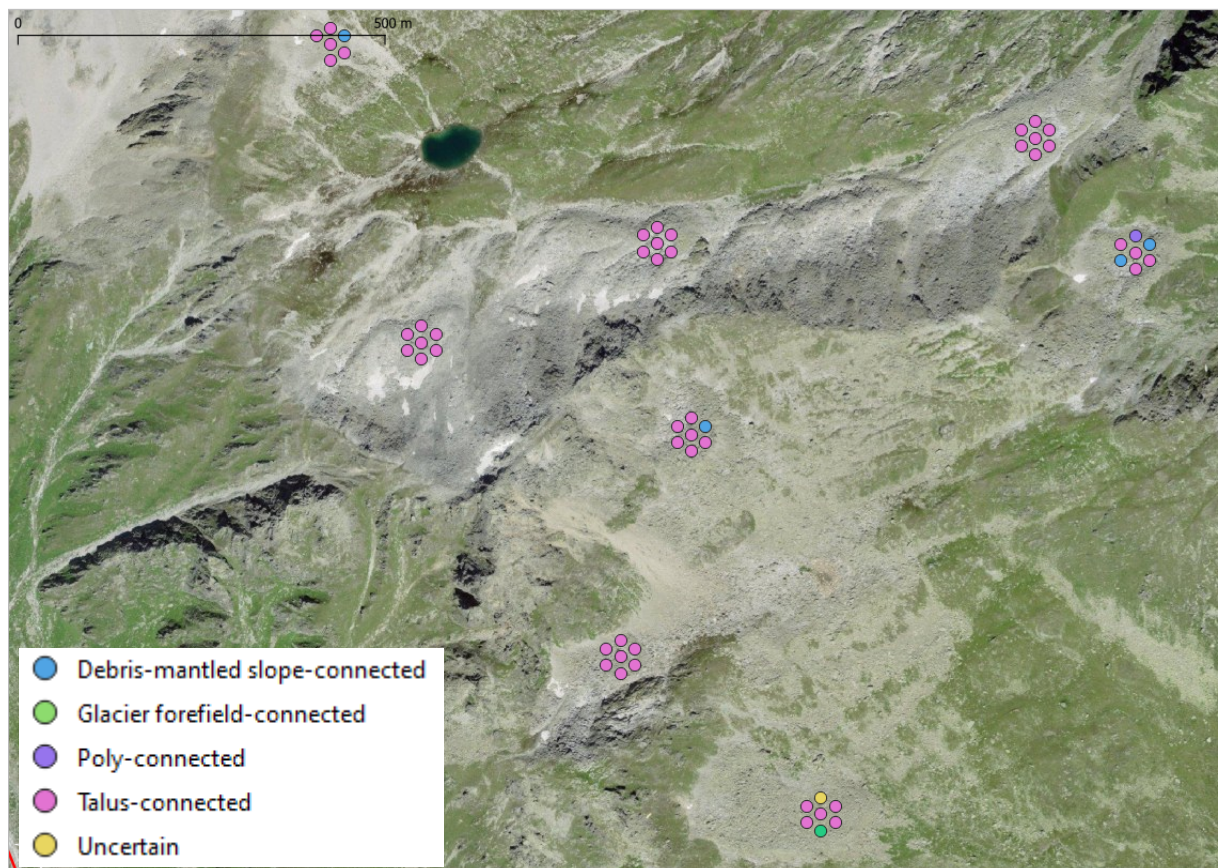 0 500 m
Debris-mantled slope-connected
Glacier forefield-connected
Poly-connected
Talus-connected
Uncertain